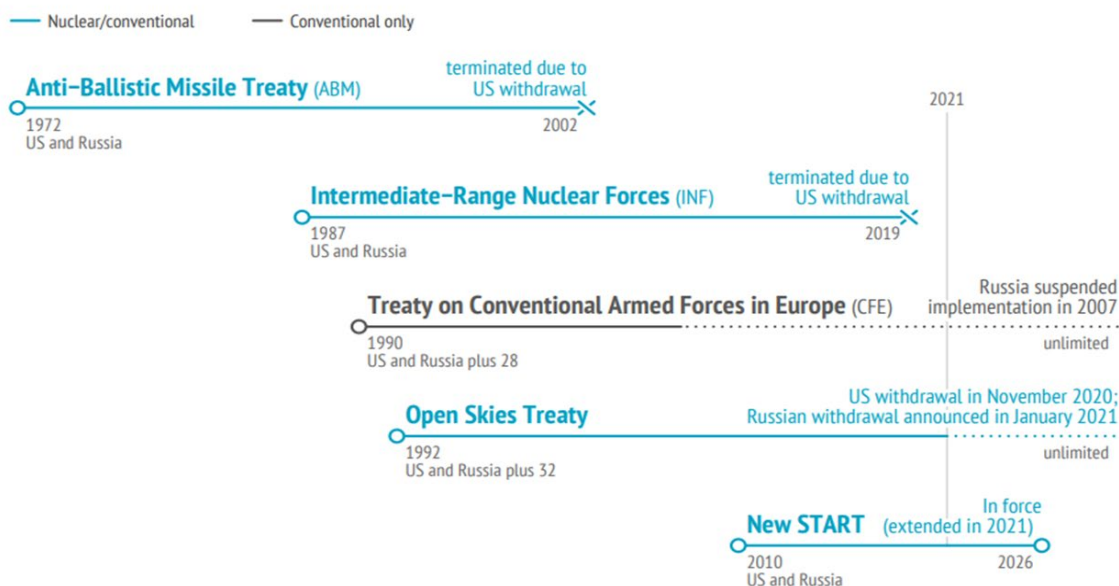 Nuclear/conventional
Conventional only
terminated due to
US withdrawal
Anti-Ballistic Missile Treaty (ABM)
1972
2002
US and Russia
2021
terminated due to
US withdrawal
Intermediate-Range Nuclear Forces (INF)
1987
2019
US and Russia
Russia suspended
implementation in 2007
Treaty on Conventional Armed Forces in Europe (CFE)
1990
US and Russia plus 28
unlimited
US withdrawal in November 2020;
Russian withdrawal announced in January 2021
Open Skies Treaty
1992
US and Russia plus 32
unlimited
In force
(extended in 2021)
New START
2010
2026
US and Russia